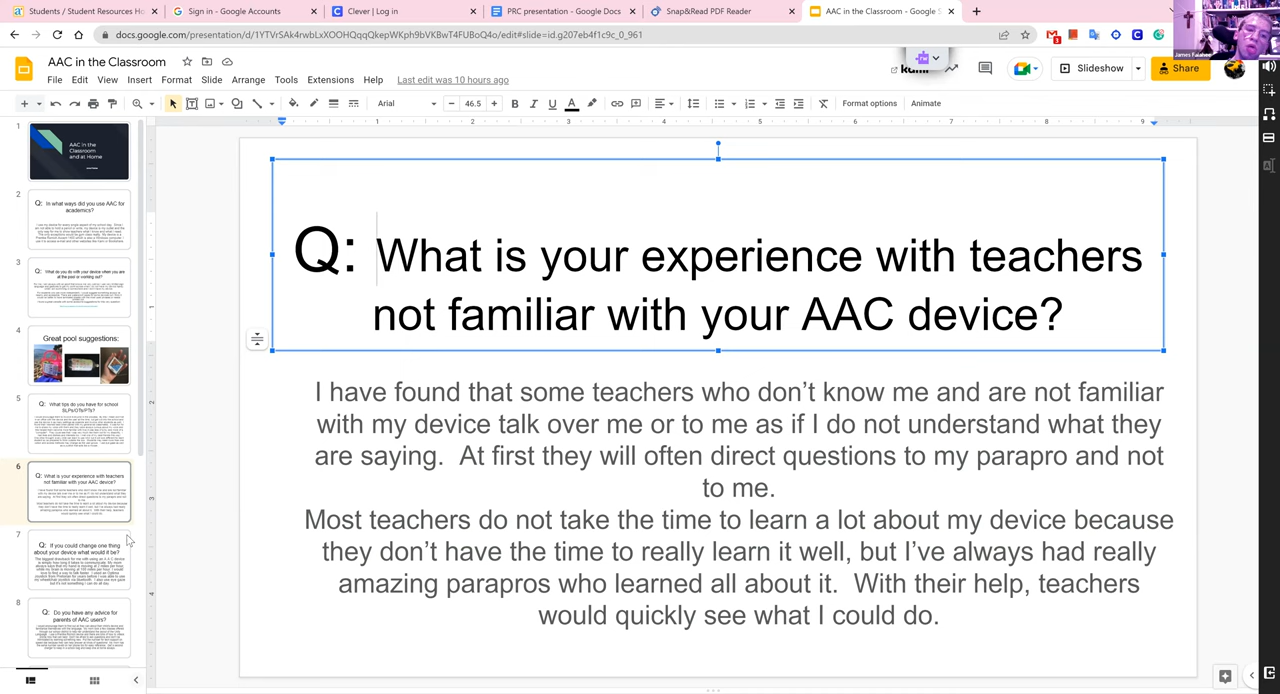 Students / Student Resources Ho
Sign in - Google Accounts
Clever | Log in
PRC presentation - Google Docs
Snap&Read PDF Reader
AAC in the Classroom - Google S
docs.google.com/presentation/d/1YTVrSAk4rwbLxXOOHQqqQkepWKph9bVKBwT4FUBoQ4o/edit#slide=id.g207eb4f1c9c_0_961
AAC in the Classroom
File Edit View Insert Format Slide Arrange Tools Extensions Help Last edit was 10 hours ago
Slideshow
Share
Arial
46.5
Format options
Animate
1
AAC in the
Classroom
and at Home
2
Q: In what ways did you use AAC for
academics?
3
Q: What do you do with your device when you are
at the pool or coming out?
4
Great pool suggestions:
5
Q: What tips do you have for school
SLPs/OTs/PTs?
6
Q: What is your experience with teachers
not familiar with your AAC device?
7
Q: If you could change one thing
about your device what would it be?
8
Q: Do you have any advice for
parents of AAC users?
Q: What is your experience with teachers
not familiar with your AAC device?
I have found that some teachers who don’t know me and are not familiar
with my device talk over me or to me as if I do not understand what they
are saying. At first they will often direct questions to my parapro and not
to me.
Most teachers do not take the time to learn a lot about my device because
they don’t have the time to really learn it well, but I’ve always had really
amazing parapros who learned all about it. With their help, teachers
would quickly see what I could do.